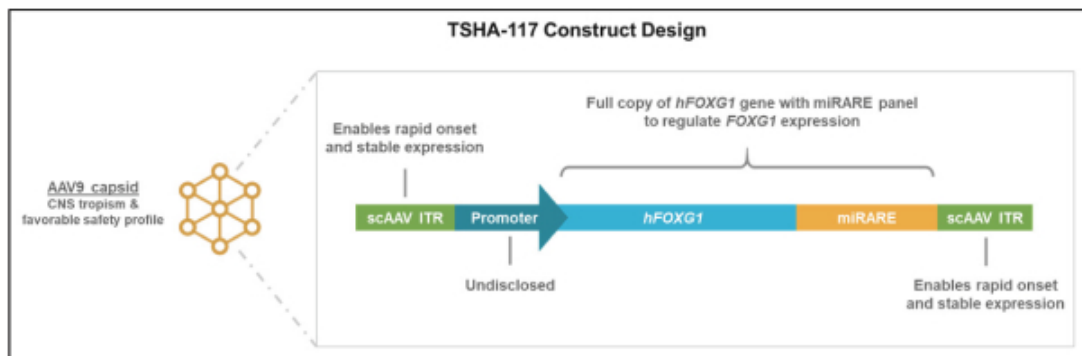 TSHA-117 Construct Design
Full copy of hFOXG1 gene with miRARE panel
to regulate FOXG1 expression
Enables rapid onset
and stable expression
AAV9 capsid
CNS tropism &
favorable safety profile
scAAV ITR
Promoter
hFOXG1
miRARE
scAAV ITR
Undisclosed
Enables rapid onset
and stable expression